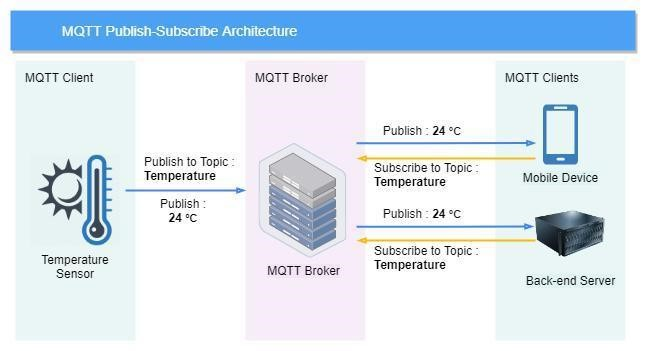 MQTT Publish-Subscribe Architecture
MQTT Client
MQTT Broker
MQTT Clients
Publish to Topic :
Temperature
Publish :
24 °C
Temperature
Sensor
MQTT Broker
Publish : 24 °C
Subscribe to Topic :
Temperature
Mobile Device
Publish : 24 °C
Subscribe to Topic :
Temperature
Back-end Server